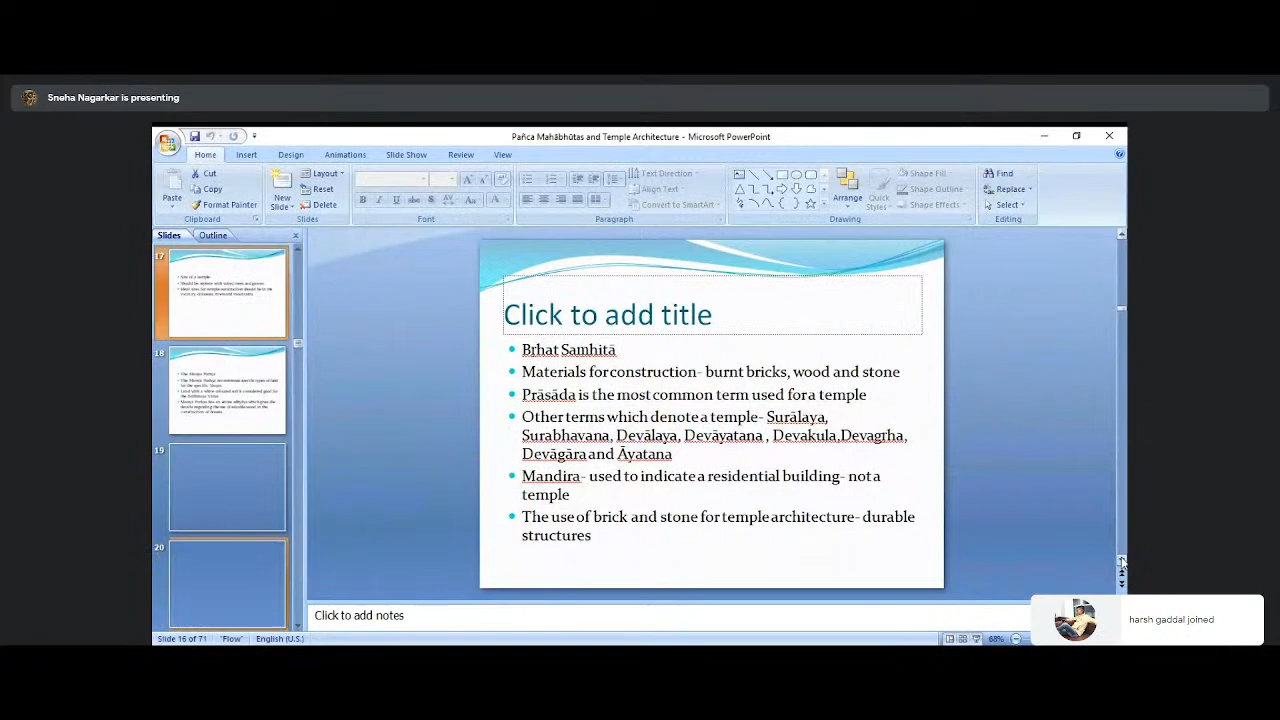 Sneha Nagarkar is presenting
Pañca Mahābhūtas and Temple Architecture - Microsoft PowerPoint
Home Insert Design Animations Slide Show Review View
Cut Layout Text Direction Shape Fill Find
Copy Reset Align Text Shape Outline Replace
Paste Format Painter New Slide Delete Convert to SmartArt Arrange Quick Styles Shape Effects Select
Clipboard Slides Font Paragraph Drawing Editing
Slides Outline
17
18
19
20
Click to add title
Bṛhat Saṃhitā
Materials for construction- burnt bricks, wood and stone
Prāsāda is the most common term used for a temple
Other terms which denote a temple- Surālaya,
Surabhavana, Devālaya, Devāyatana , Devakula,Devagṛha,
Devāgāra and Āyatana
Mandira- used to indicate a residential building- not a
temple
The use of brick and stone for temple architecture- durable
structures
Click to add notes
harsh gaddal joined
Slide 16 of 71 "Flow" English (U.S.) 68%